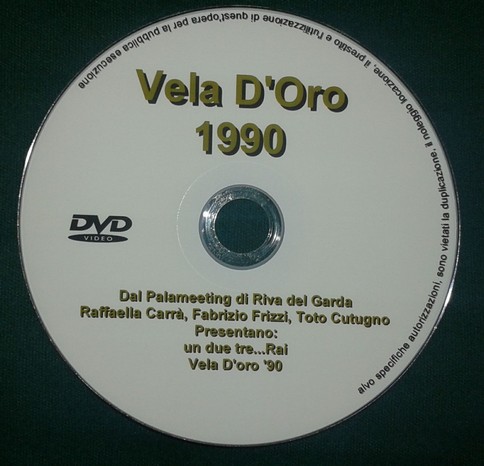 Vela D'Oro
1990
DVD
VIDEO
Dal Palameeting di Riva del Garda
Raffaella Carrà, Fabrizio Frizzi, Toto Cutugno
Presentano:
un due tre...Rai
Vela D'oro '90
alvo specifiche autorizzazioni, sono vietati la duplicazione, il noleggio locazione, il prestito e l'utilizzazione di quest'opera per la pubblica esecuzione